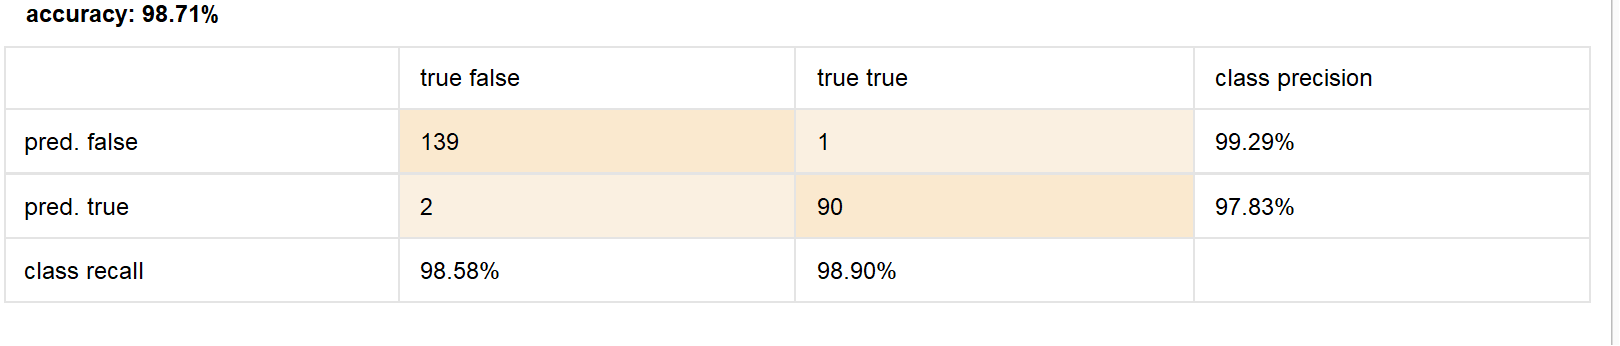 accuracy: 98.71%
true false true true class precision
pred. false 139 1 99.29%
pred. true 2 90 97.83%
class recall 98.58% 98.90%